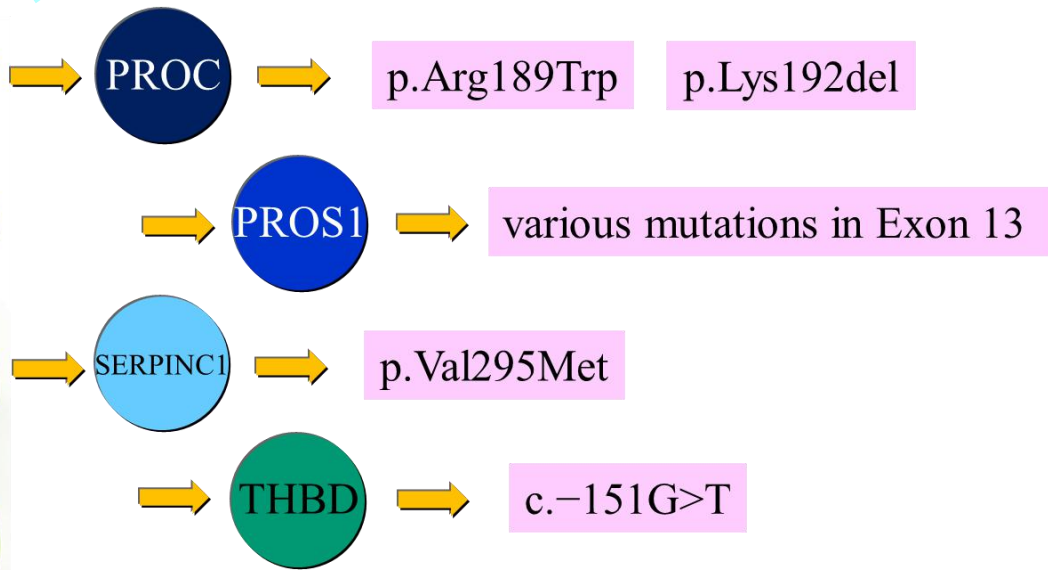 PROC p.Arg189Trp p.Lys192del
PROS1 various mutations in Exon 13
SERPINC1 p.Val295Met
THBD c.−151G>T